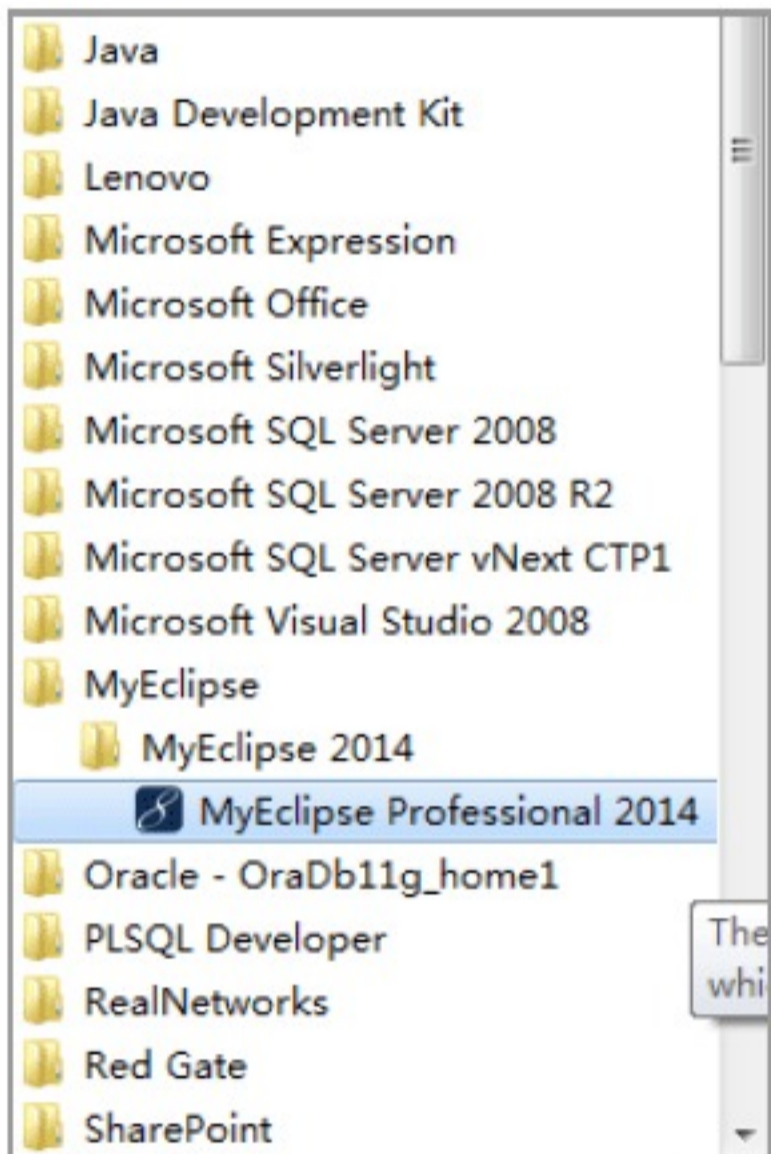 Java
Java Development Kit
Lenovo
Microsoft Expression
Microsoft Office
Microsoft Silverlight
Microsoft SQL Server 2008
Microsoft SQL Server 2008 R2
Microsoft SQL Server vNext CTP1
Microsoft Visual Studio 2008
MyEclipse
MyEclipse 2014
MyEclipse Professional 2014
Oracle - OraDb11g_home1
PLSQL Developer
The
whi
RealNetworks
Red Gate
SharePoint